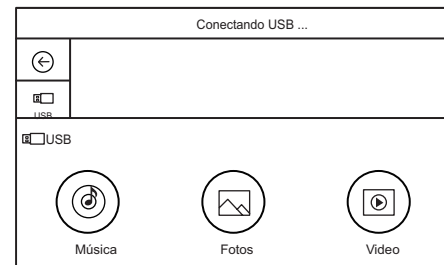 Conectando USB ...
USB
USB
Música
Fotos
Video